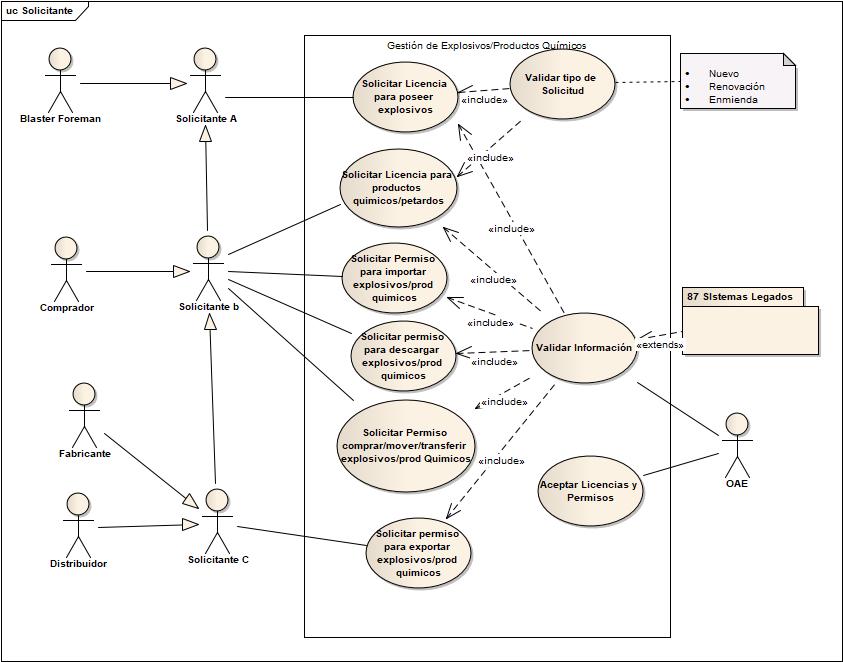 uc Solicitante
Gestión de Explosivos/Productos Químicos
Blaster Foreman
Solicitante A
Solicitar Licencia
para poseer
explosivos
Validar tipo de
Solicitud
• Nuevo
• Renovación
• Enmienda
«include»
«include»
Solicitar Licencia para
productos
quimicos/petardos
«include»
Comprador
Solicitante b
Solicitar Permiso
para importar
explosivos/prod
quimicos
«include»
«include»
87 SIstemas Legados
Solicitar permiso
para descargar
explosivos/prod
quimicos
«include»
Validar Información
«extends»
Fabricante
Solicitar Permiso
comprar/mover/transferir
explosivos/prod Quimicos
«include»
«include»
OAE
Aceptar Licencias y
Permisos
Distribuidor
Solicitante C
Solicitar permiso
para exportar
explosivos/prod
quimicos